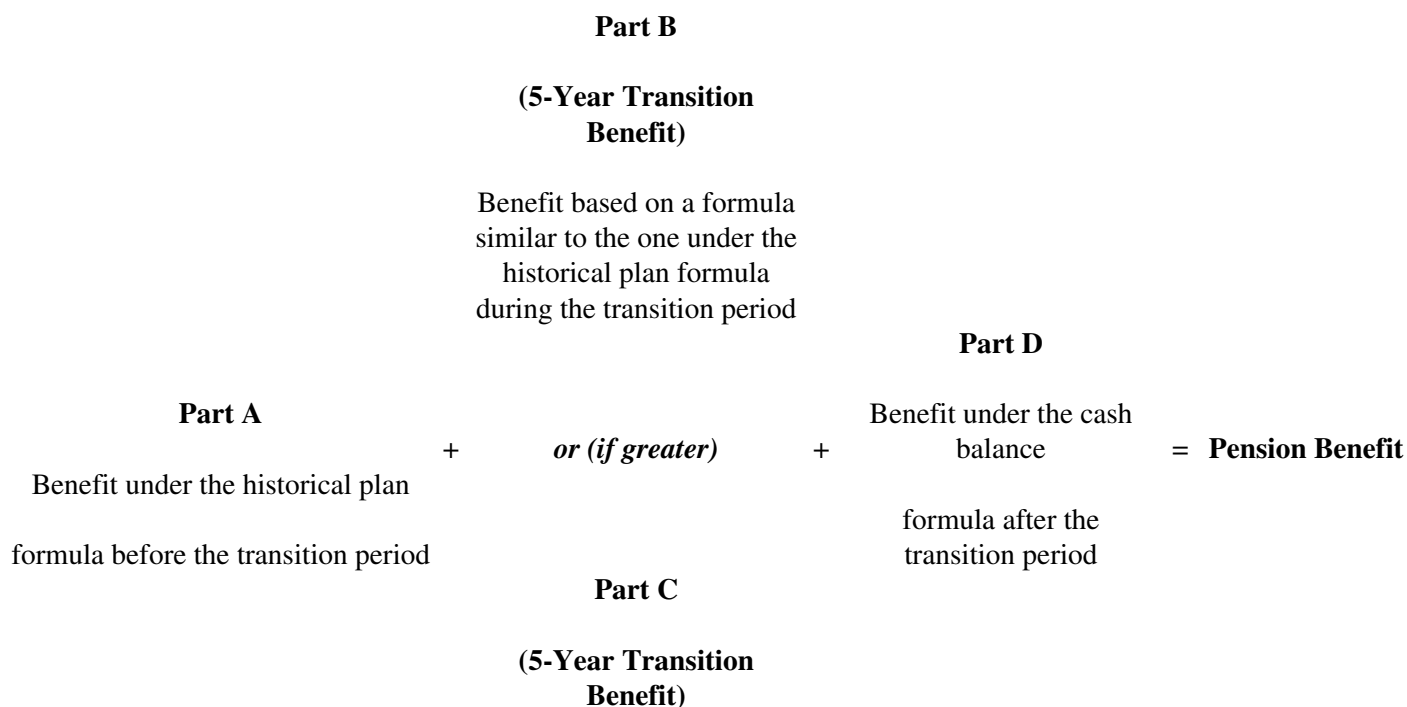 Part B
(5-Year Transition
Benefit)
Benefit based on a formula
similar to the one under the
historical plan formula
during the transition period
Part D
Part A
Benefit under the cash
+ or (if greater) + balance = Pension Benefit
Benefit under the historical plan
formula after the
formula before the transition period
transition period
Part C
(5-Year Transition
Benefit)